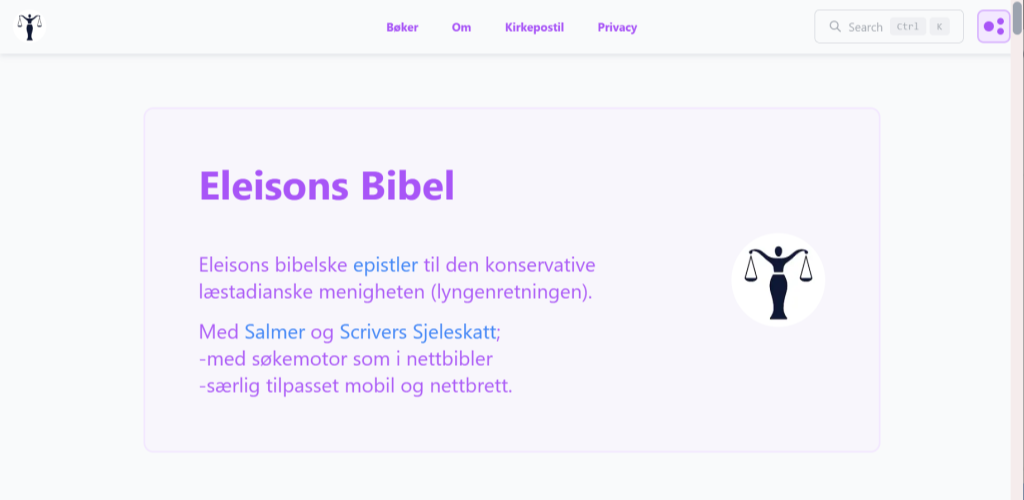 Bøker Om Kirkepostil Privacy Search Ctrl K
Eleisons Bibel
Eleisons bibelske epistler til den konservative
læstadianske menigheten (lyngenretningen).
Med Salmer og Scrivers Sjeleskatt;
-med søkemotor som i nettbibler
-særlig tilpasset mobil og nettbrett.